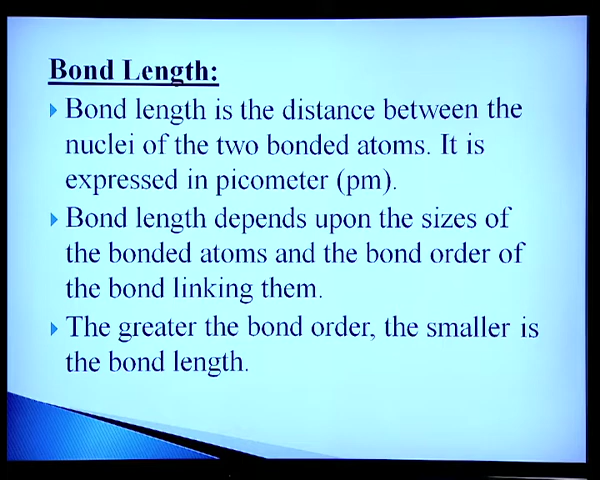 Bond Length:
Bond length is the distance between the
nuclei of the two bonded atoms. It is
expressed in picometer (pm).
Bond length depends upon the sizes of
the bonded atoms and the bond order of
the bond linking them.
The greater the bond order, the smaller is
the bond length.